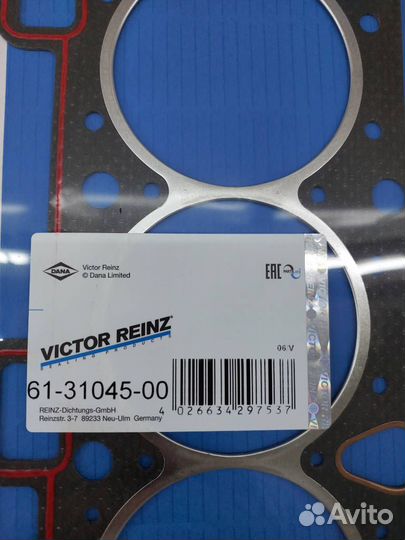 DANA
Victor Reinz
© Dana Limited
EAC
VICTOR REINZ®
SEALING PRODUCTS
06/V
61-31045-00
REINZ-Dichtungs-GmbH
Reinzstr. 3-7 89233 Neu-Ulm Germany
4 026634 297537
Avito